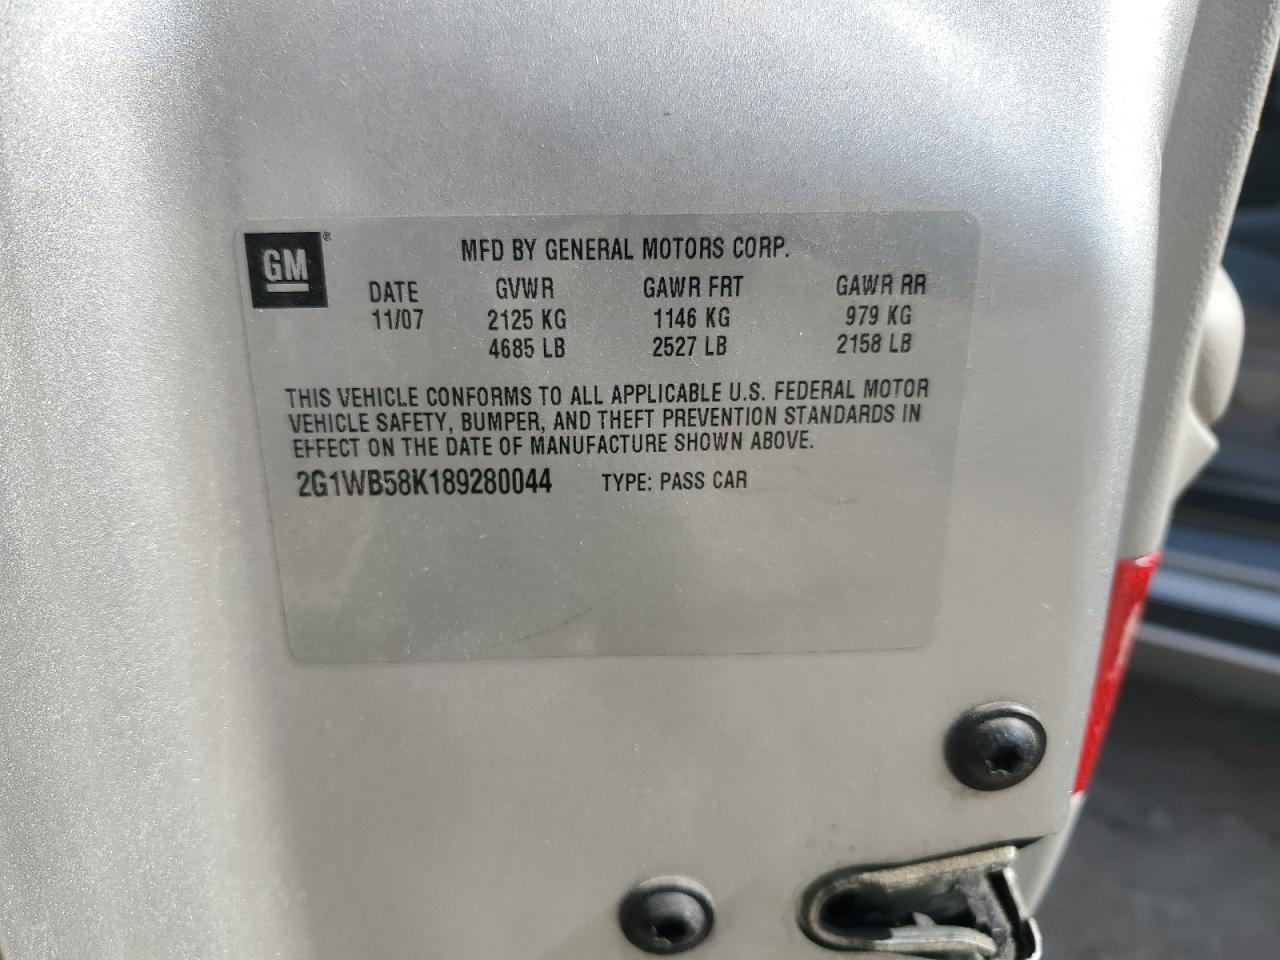 GM ®
MFD BY GENERAL MOTORS CORP.
DATE GVWR GAWR FRT GAWR RR
11/07 2125 KG 1146 KG 979 KG
4685 LB 2527 LB 2158 LB
THIS VEHICLE CONFORMS TO ALL APPLICABLE U.S. FEDERAL MOTOR
VEHICLE SAFETY, BUMPER, AND THEFT PREVENTION STANDARDS IN
EFFECT ON THE DATE OF MANUFACTURE SHOWN ABOVE.
2G1WB58K189280044 TYPE: PASS CAR